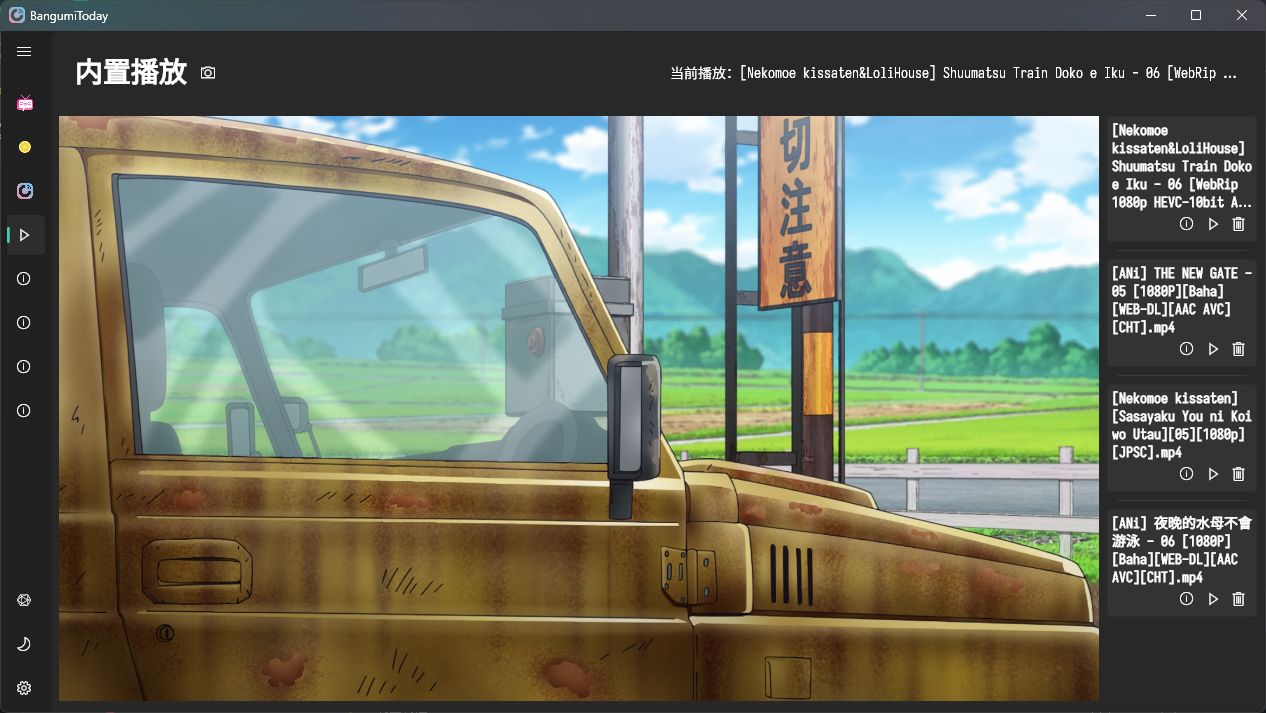 BangumiToday
内置播放
当前播放: [Nekomoe kissaten&LoliHouse] Shuumatsu Train Doko e Iku - 06 [WebRip ...
切注意
[Nekomoe
kissaten&LoliHouse]
Shuumatsu Train Doko
e Iku - 06 [WebRip
1080p HEVC-10bit A...
[ANi] THE NEW GATE -
05 [1080P][Baha]
[WEB-DL][AAC AVC]
[CHT].mp4
[Nekomoe kissaten]
[Sasayaku You ni Koi
wo Utau][05][1080p]
[JPSC].mp4
[ANi] 夜晚的水母不會
游泳 - 06 [1080P]
[Baha][WEB-DL][AAC
AVC][CHT].mp4